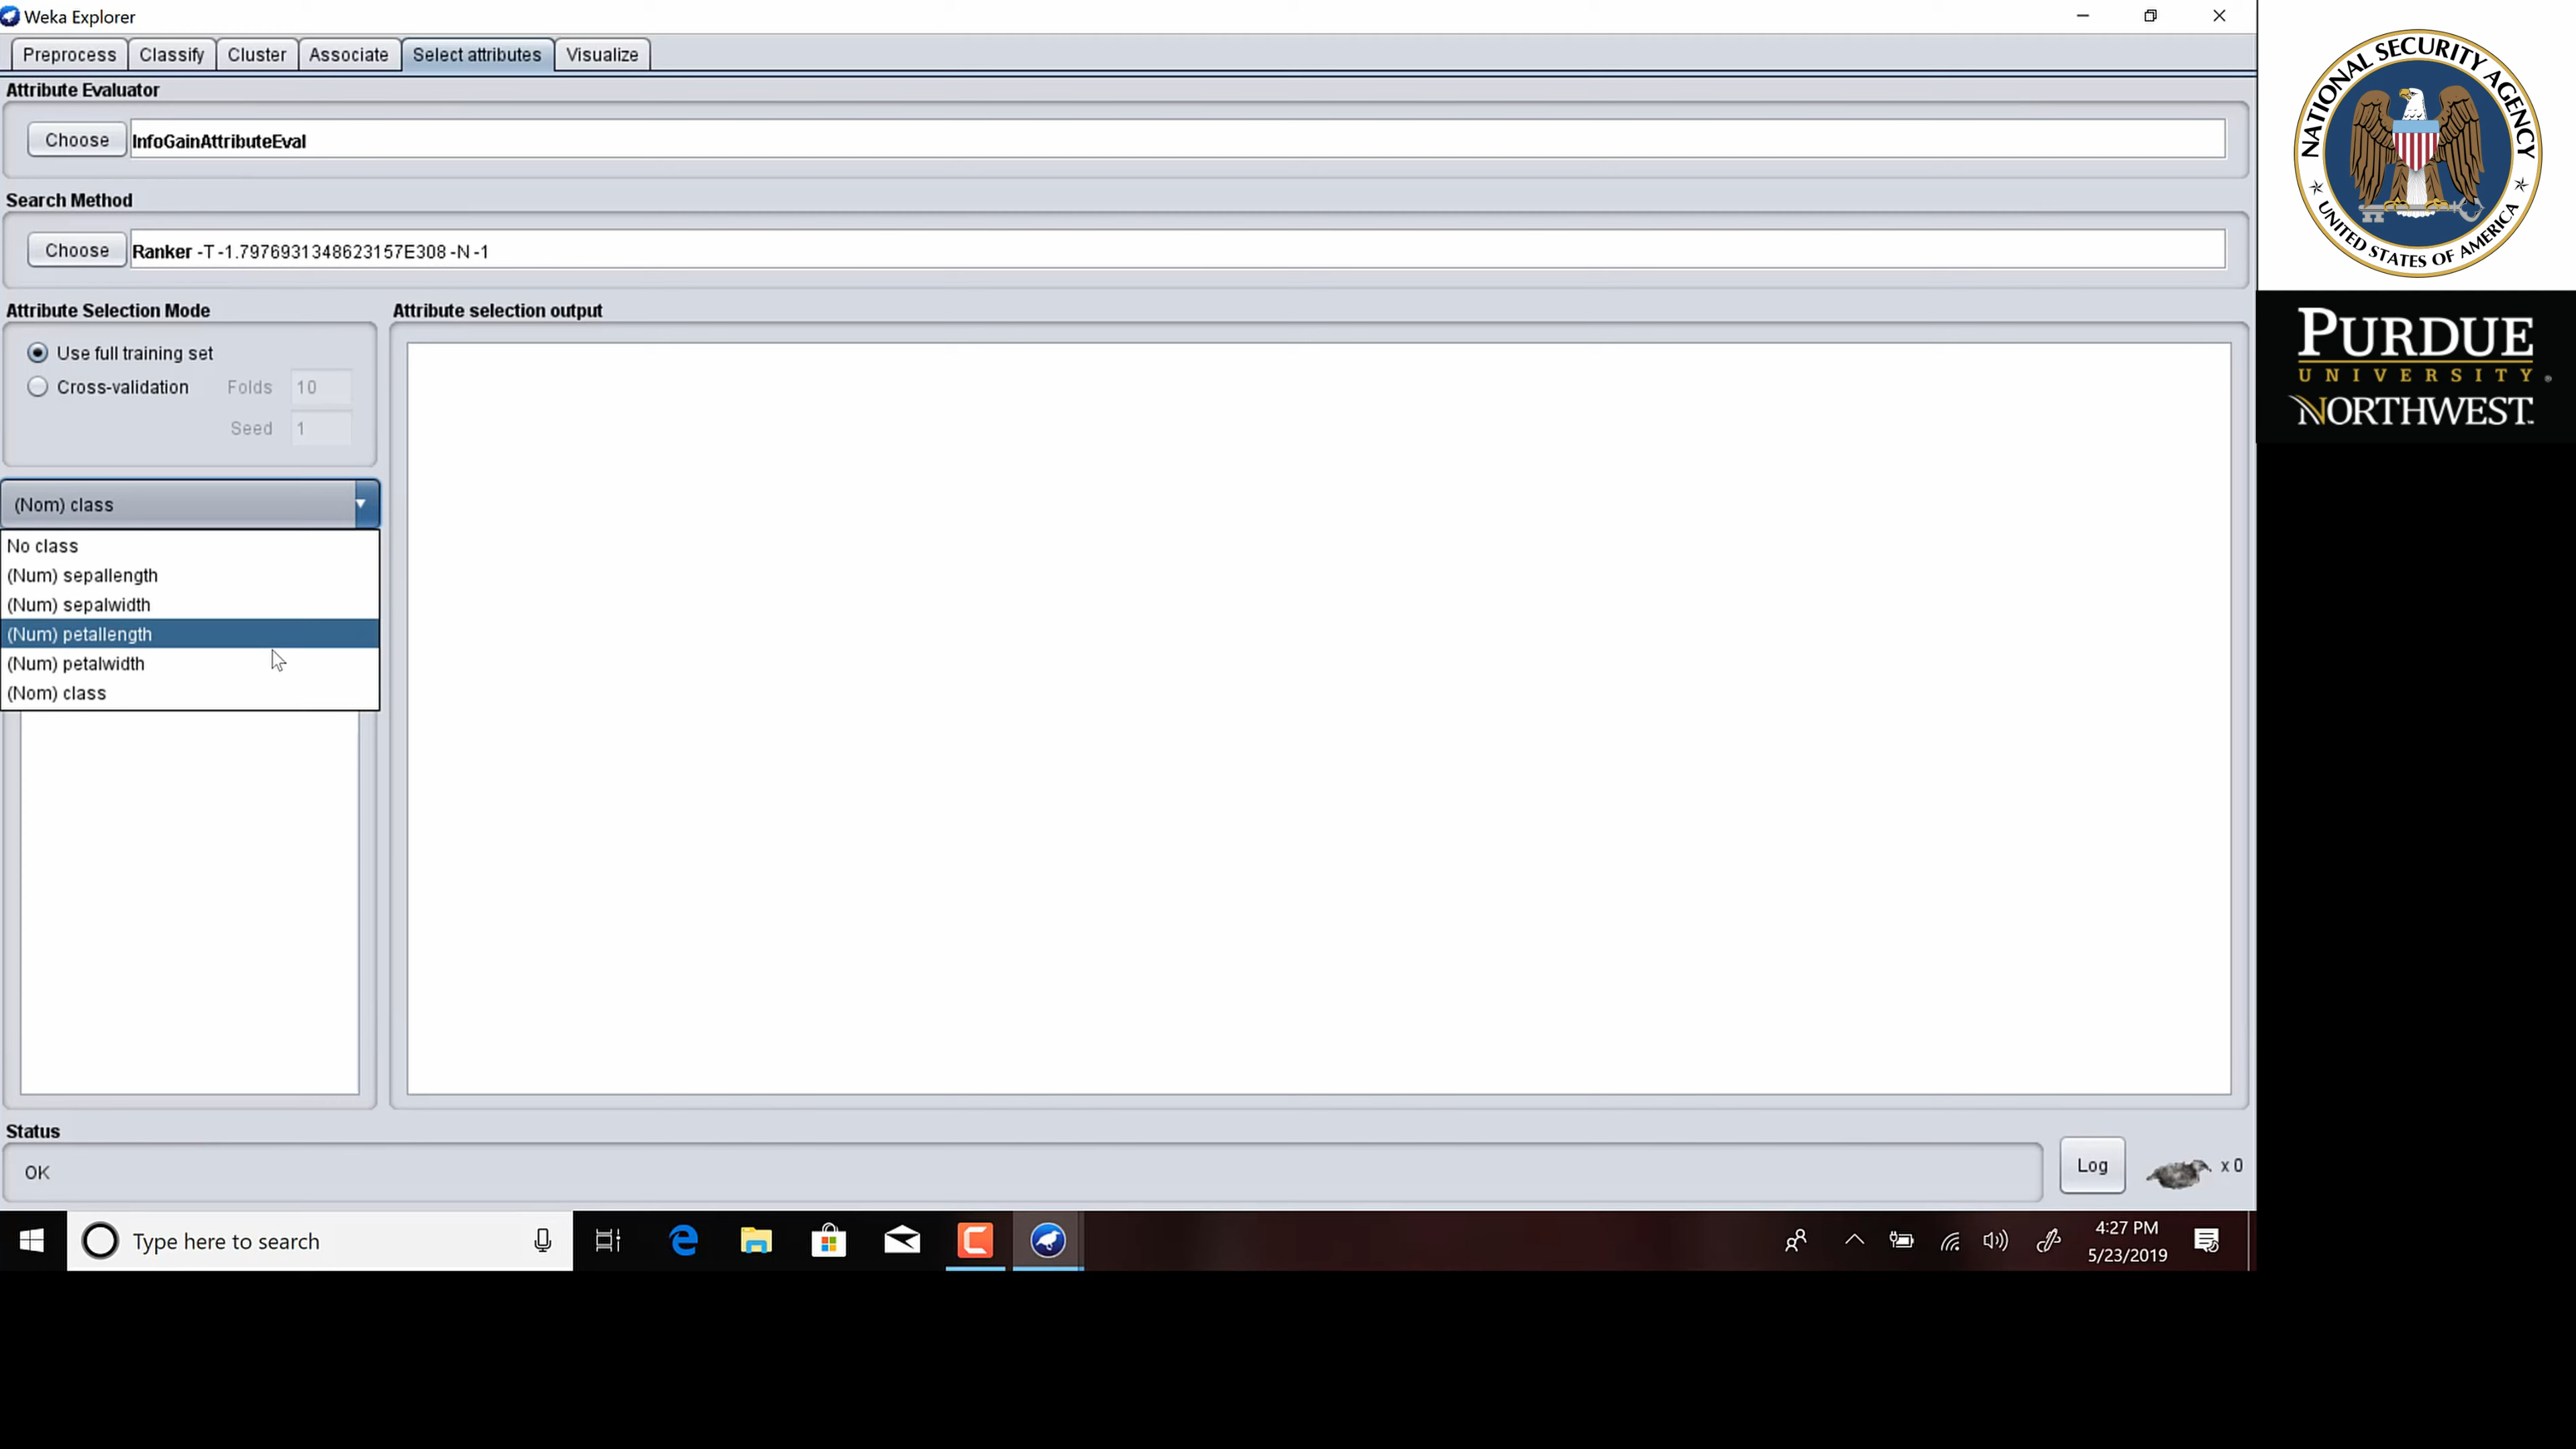 Weka Explorer
Preprocess Classify Cluster Associate Select attributes Visualize
Attribute Evaluator
Choose InfoGainAttributeEval
Search Method
Choose Ranker -T -1.7976931348623157E308 -N -1
Attribute Selection Mode
Use full training set
Cross-validation Folds 10
Seed 1
(Nom) class
No class
(Num) sepallength
(Num) sepalwidth
(Num) petallength
(Num) petalwidth
(Nom) class
Attribute selection output
Status
OK
Log
x 0
Type here to search
4:27 PM
5/23/2019
NATIONAL SECURITY AGENCY
UNITED STATES OF AMERICA
PURDUE
UNIVERSITY®
NORTHWEST™